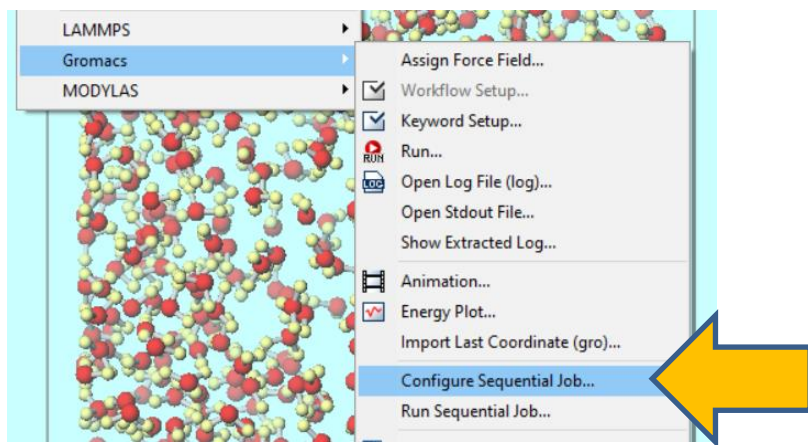 LAMMPS
Gromacs
MODYLAS
Assign Force Field...
Workflow Setup...
Keyword Setup...
RUN
Run...
LOG
Open Log File (log)...
Open Stdout File...
Show Extracted Log...
Animation...
Energy Plot...
Import Last Coordinate (gro)...
Configure Sequential Job...
Run Sequential Job...